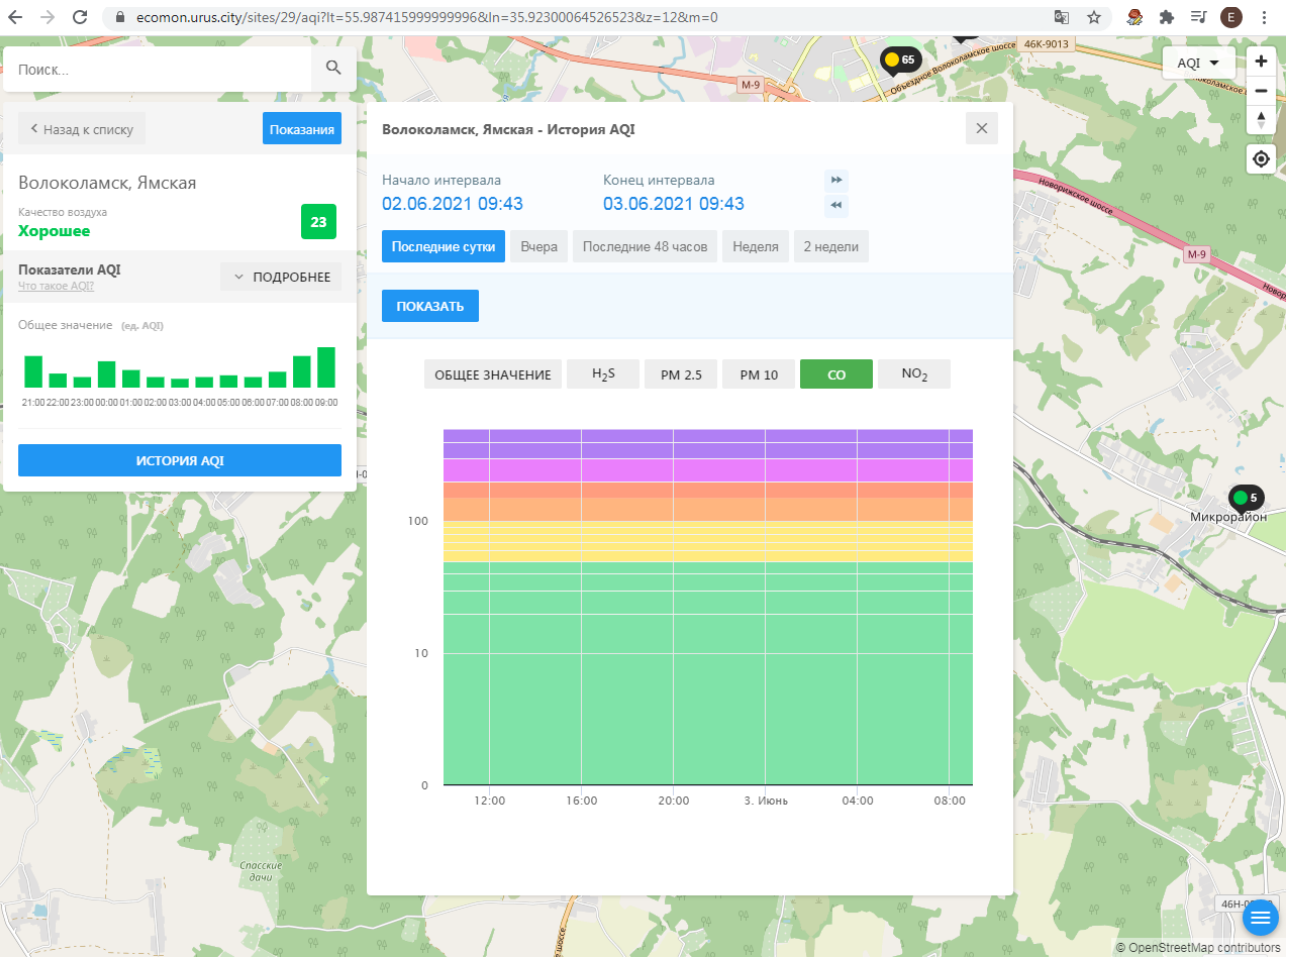 ecomon.urus.city/sites/29/aqi?lt=55.987415999999996&ln=35.92300064526523&z=12&m=0
E
Поиск...
46К-9013
65
Объездное Волоколамское шоссе
М-9
AQI
Назад к списку
Показания
Волоколамск, Ямская - История AQI
Волоколамск, Ямская
Качество воздуха
Хорошее
23
Начало интервала
Конец интервала
02.06.2021 09:43
03.06.2021 09:43
Последние сутки
Вчера
Последние 48 часов
Неделя
2 недели
Новорижское шоссе
М-9
Показатели AQI
Что такое AQI?
ПОДРОБНЕЕ
ПОКАЗАТЬ
Общее значение (ед. AQI)
21:00 22:00 23:00 00:00 01:00 02:00 03:00 04:00 05:00 06:00 07:00 08:00 09:00
ИСТОРИЯ AQI
ОБЩЕЕ ЗНАЧЕНИЕ
H2S
PM 2.5
PM 10
CO
NO2
100
10
0
12:00
16:00
20:00
3. Июнь
04:00
08:00
5
Микрорайон
Спасские
дачи
© OpenStreetMap contributors